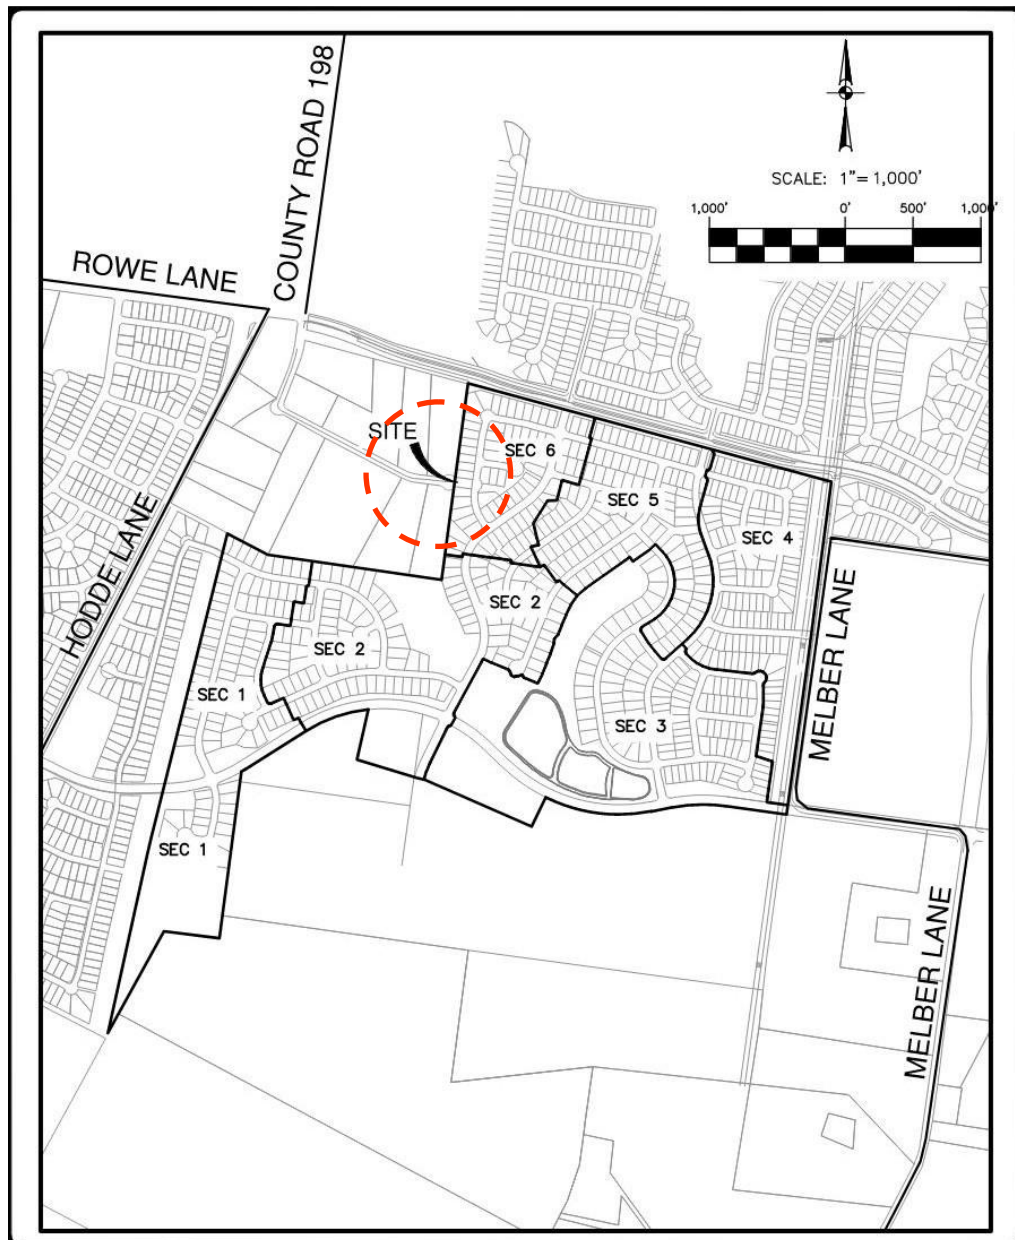 COUNTY ROAD 198
SCALE: 1"= 1,000'
1,000' 0' 500' 1,000'
ROWE LANE
SITE
SEC 6
SEC 5
SEC 4
HODDE LANE
SEC 2
SEC 2
MELBER LANE
SEC 1
SEC 3
SEC 1
MELBER LANE